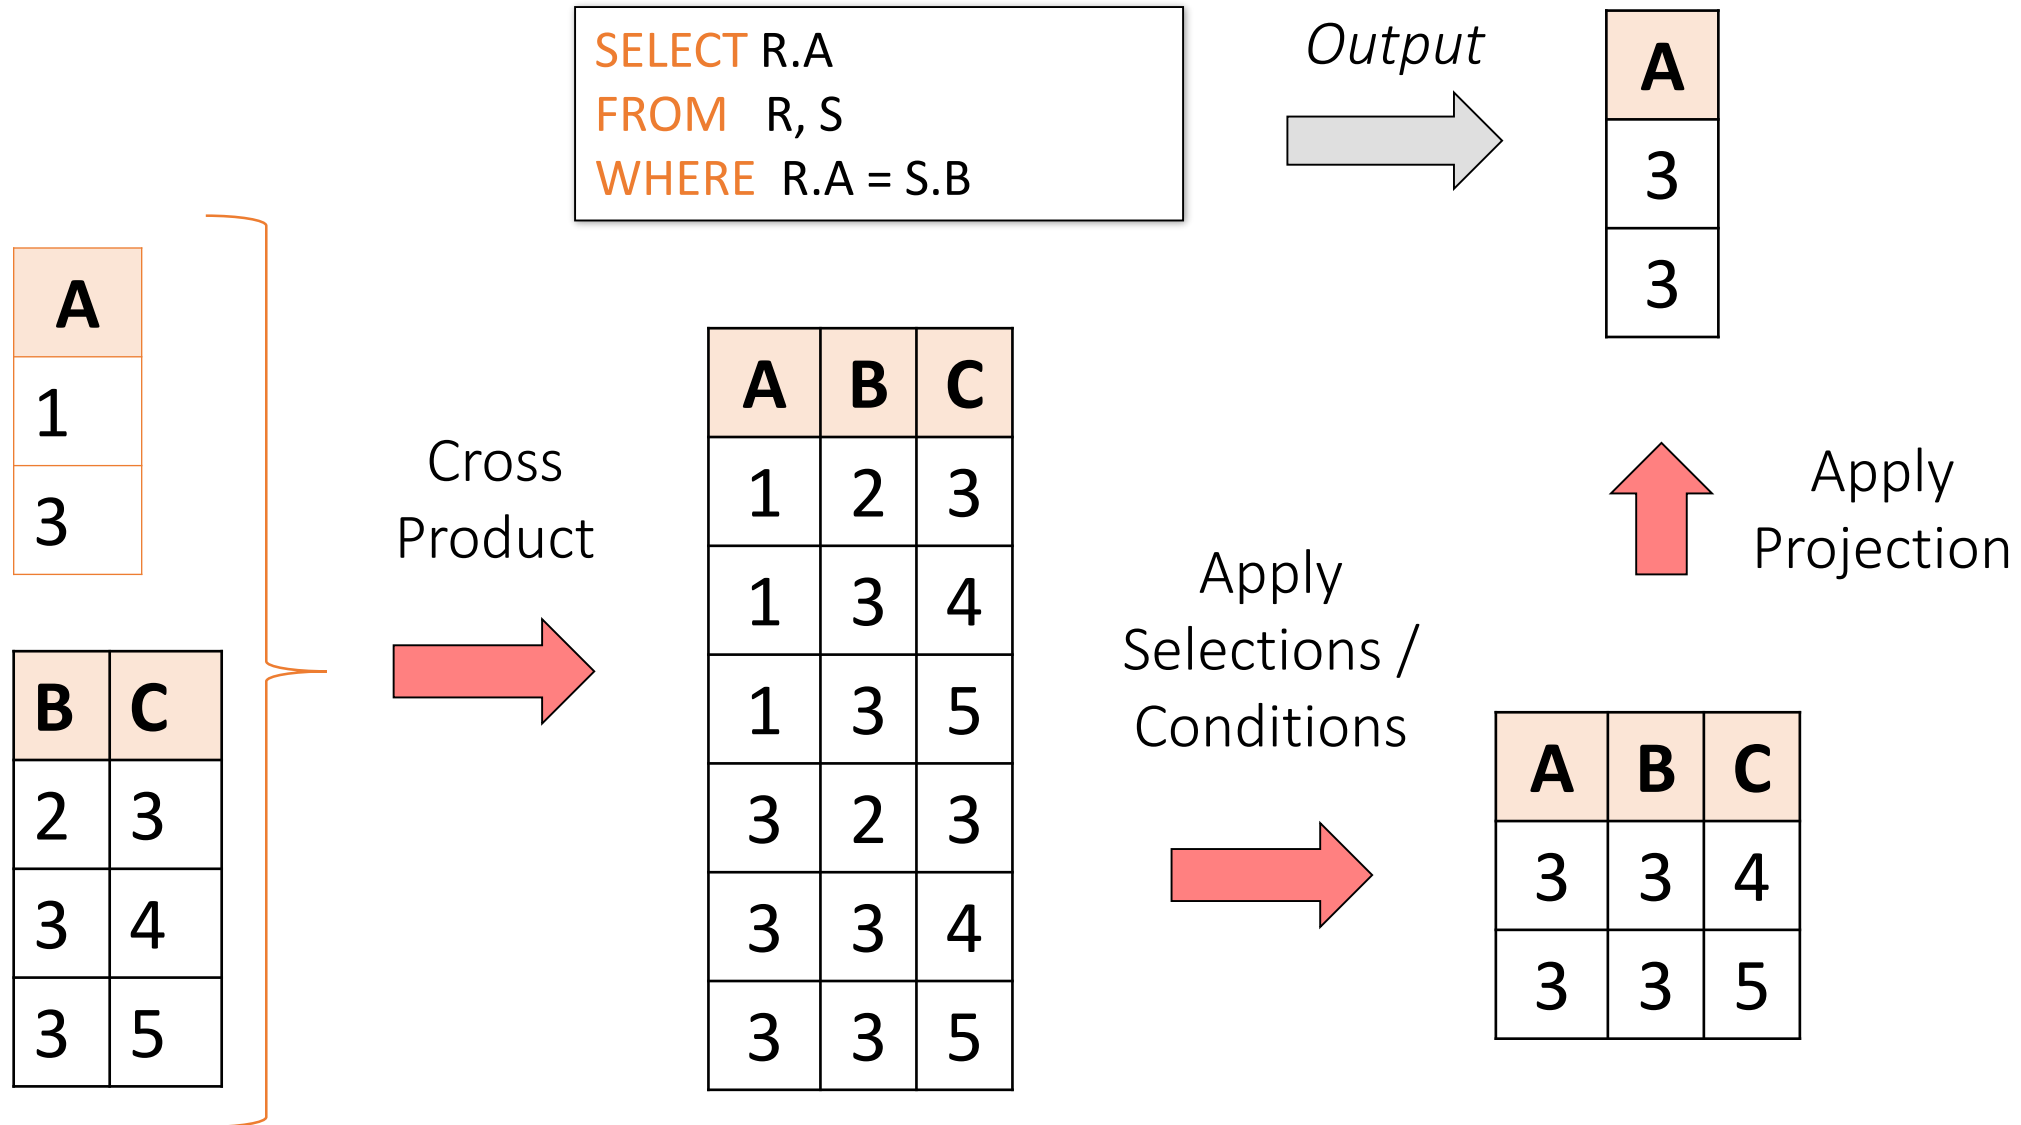 SELECT R.A
FROM R, S
WHERE R.A = S.B
Output
A
3
3
A
1
3
B C
2 3
3 4
3 5
Cross
Product
A B C
1 2 3
1 3 4
1 3 5
3 2 3
3 3 4
3 3 5
Apply
Selections /
Conditions
A B C
3 3 4
3 3 5
Apply
Projection